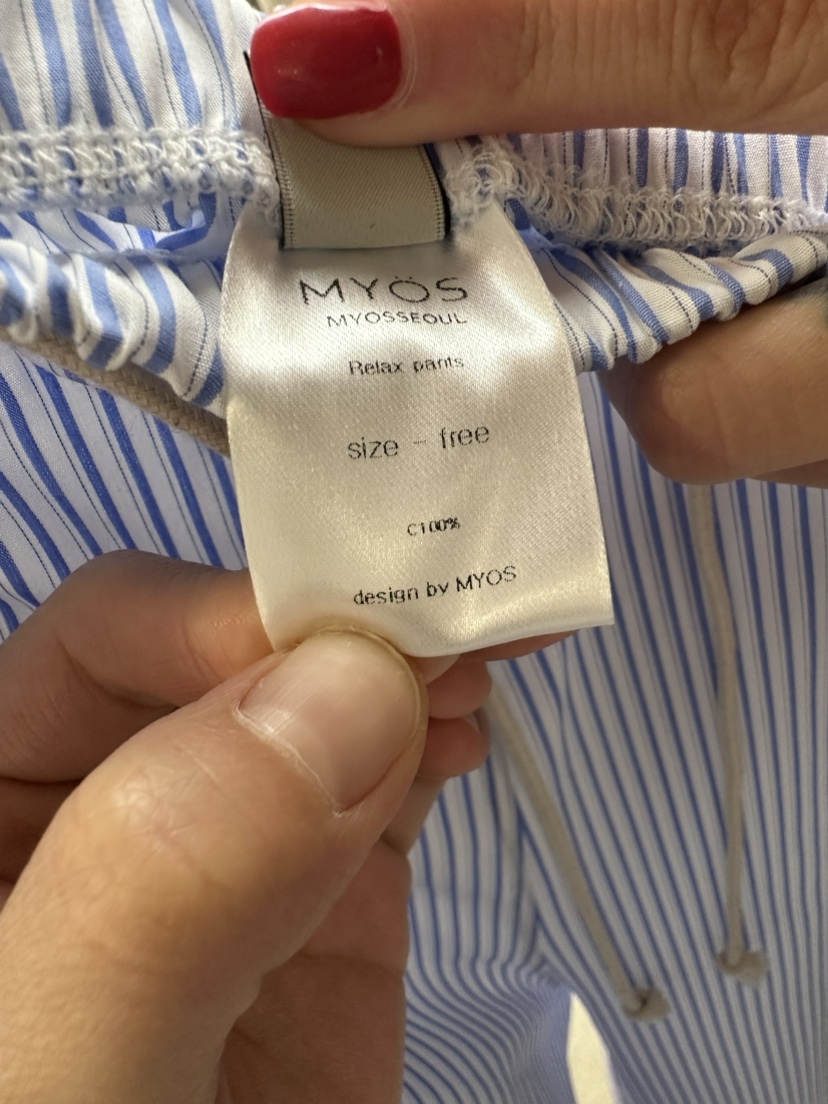 MYÖS
MYOSSEOUL
Relax pants
size - free
C100%
design by MYOS